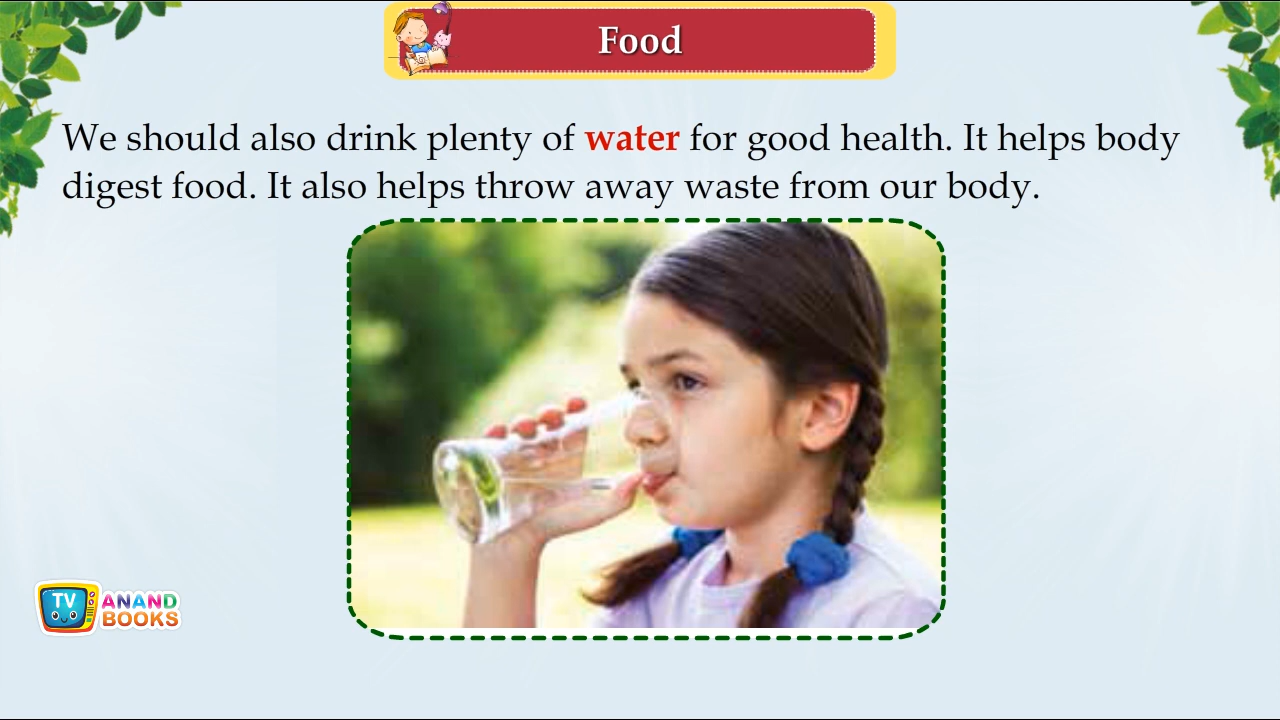 Food
We should also drink plenty of water for good health. It helps body
digest food. It also helps throw away waste from our body.
TV
ANAND
BOOKS